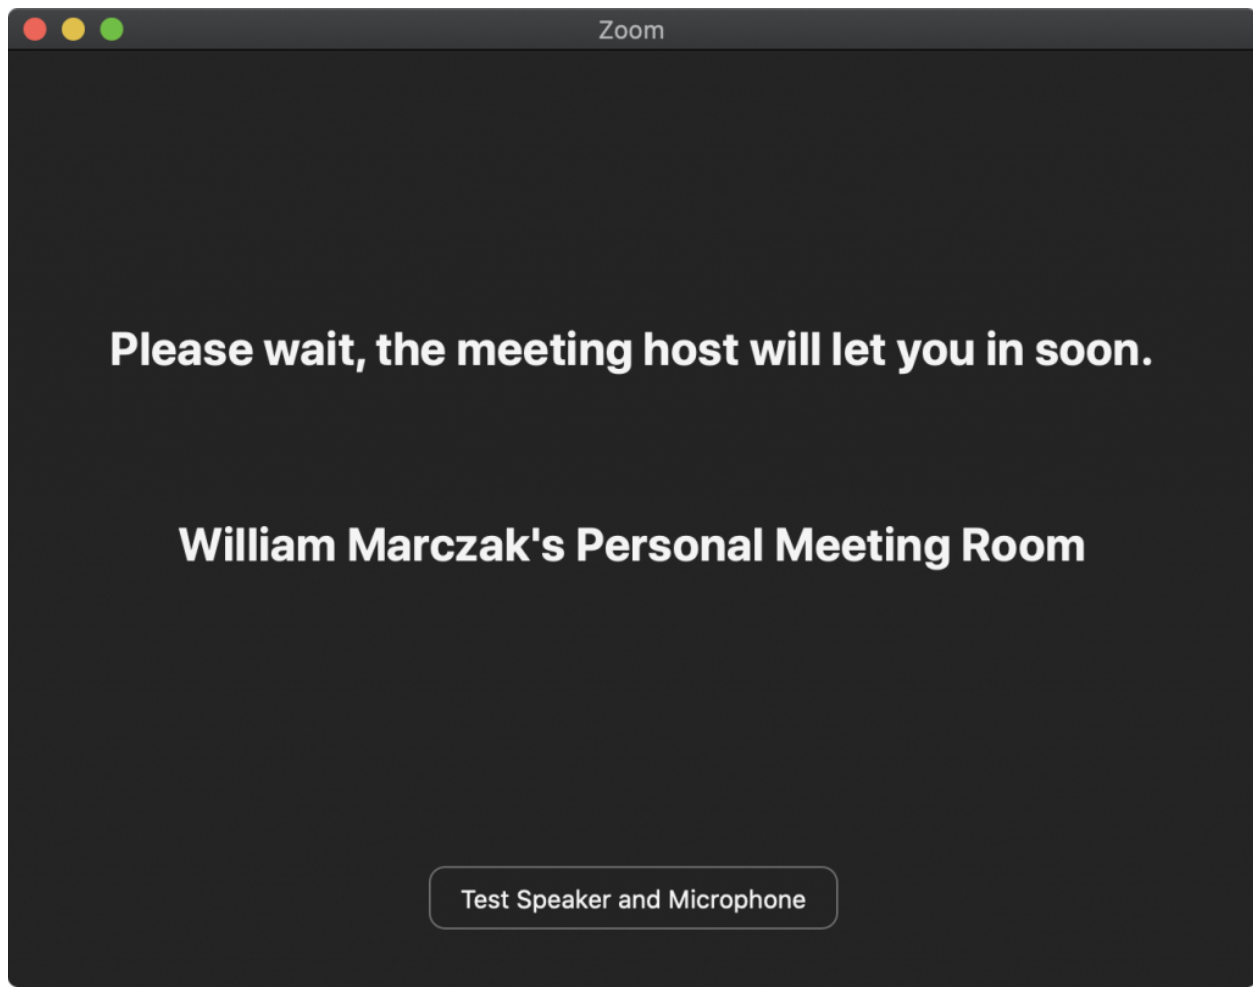 Zoom
Please wait, the meeting host will let you in soon.
William Marczak's Personal Meeting Room
Test Speaker and Microphone